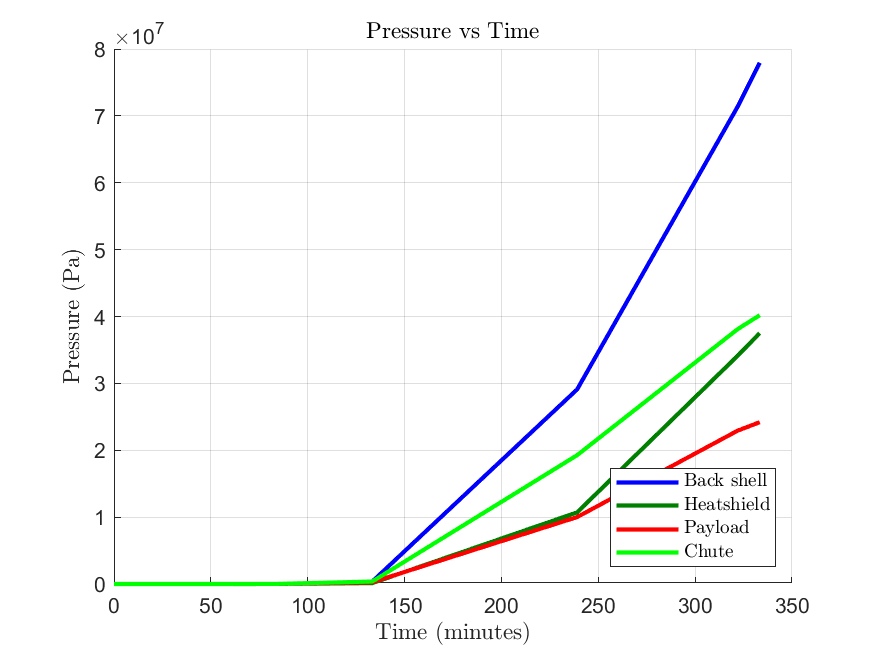 Pressure vs Time
×10^7
8
7
6
5
4
3
2
1
0
Pressure (Pa)
0 50 100 150 200 250 300 350
Time (minutes)
Back shell
Heatshield
Payload
Chute